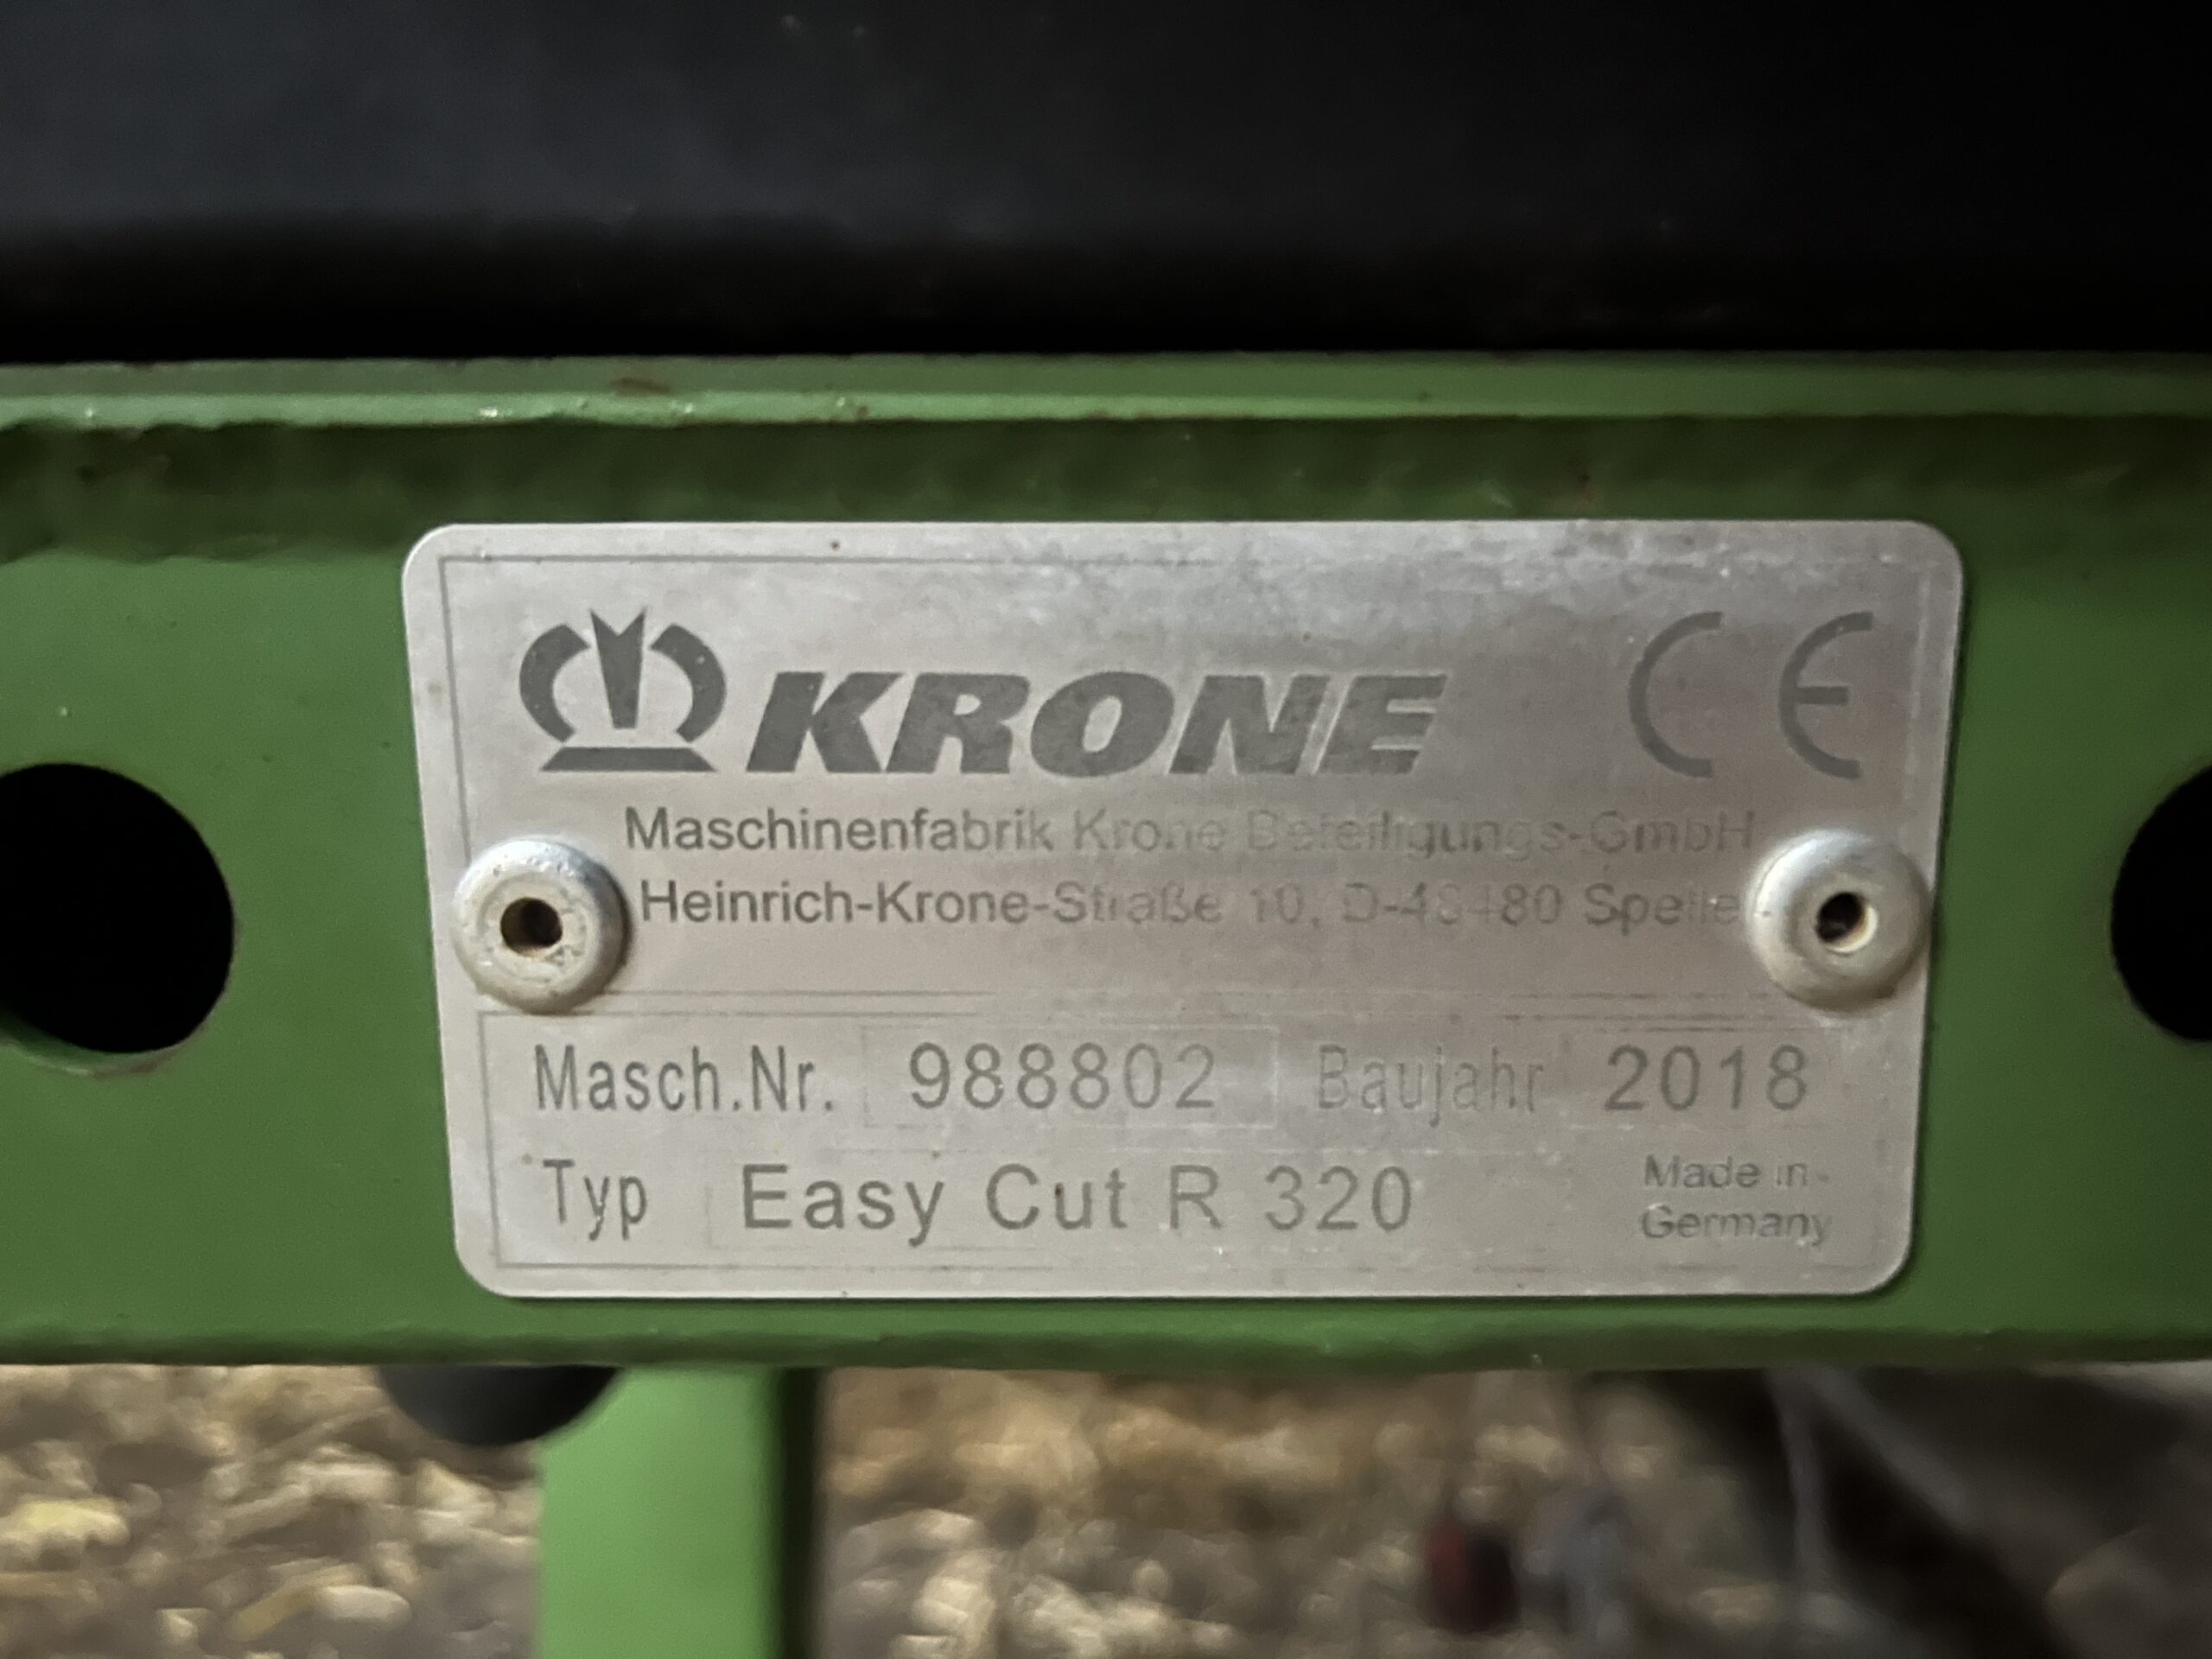 KRONE CE
Maschinenfabrik Krone Beteiligungs-GmbH
Heinrich-Krone-Straße 10, D-48480 Spelle
Masch.Nr. 988802 Baujahr 2018
Typ Easy Cut R 320
Made in
Germany